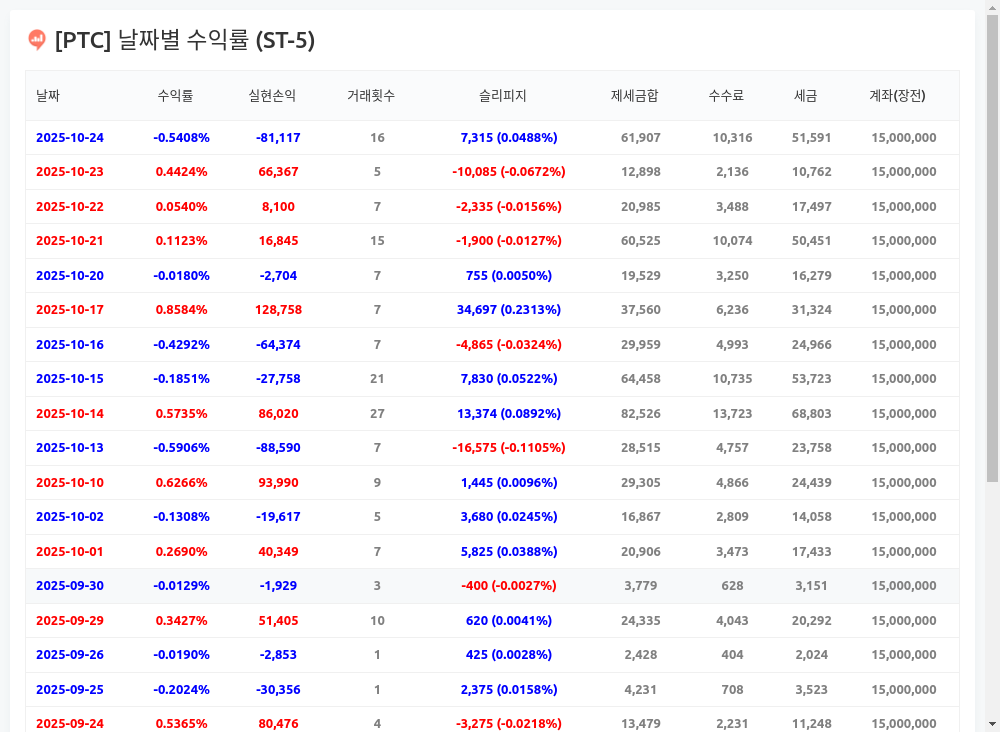 [PTC] 날짜별 수익률 (ST-5)
날짜 수익률 실현손익 거래횟수 슬리피지 제세금합 수수료 세금 계좌(장전)
2025-10-24 -0.5408% -81,117 16 7,315 (0.0488%) 61,907 10,316 51,591 15,000,000
2025-10-23 0.4424% 66,367 5 -10,085 (-0.0672%) 12,898 2,136 10,762 15,000,000
2025-10-22 0.0540% 8,100 7 -2,335 (-0.0156%) 20,985 3,488 17,497 15,000,000
2025-10-21 0.1123% 16,845 15 -1,900 (-0.0127%) 60,525 10,074 50,451 15,000,000
2025-10-20 -0.0180% -2,704 7 755 (0.0050%) 19,529 3,250 16,279 15,000,000
2025-10-17 0.8584% 128,758 7 34,697 (0.2313%) 37,560 6,236 31,324 15,000,000
2025-10-16 -0.4292% -64,374 7 -4,865 (-0.0324%) 29,959 4,993 24,966 15,000,000
2025-10-15 -0.1851% -27,758 21 7,830 (0.0522%) 64,458 10,735 53,723 15,000,000
2025-10-14 0.5735% 86,020 27 13,374 (0.0892%) 82,526 13,723 68,803 15,000,000
2025-10-13 -0.5906% -88,590 7 -16,575 (-0.1105%) 28,515 4,757 23,758 15,000,000
2025-10-10 0.6266% 93,990 9 1,445 (0.0096%) 29,305 4,866 24,439 15,000,000
2025-10-02 -0.1308% -19,617 5 3,680 (0.0245%) 16,867 2,809 14,058 15,000,000
2025-10-01 0.2690% 40,349 7 5,825 (0.0388%) 20,906 3,473 17,433 15,000,000
2025-09-30 -0.0129% -1,929 3 -400 (-0.0027%) 3,779 628 3,151 15,000,000
2025-09-29 0.3427% 51,405 10 620 (0.0041%) 24,335 4,043 20,292 15,000,000
2025-09-26 -0.0190% -2,853 1 425 (0.0028%) 2,428 404 2,024 15,000,000
2025-09-25 -0.2024% -30,356 1 2,375 (0.0158%) 4,231 708 3,523 15,000,000
2025-09-24 0.5365% 80,476 4 -3,275 (-0.0218%) 13,479 2,231 11,248 15,000,000